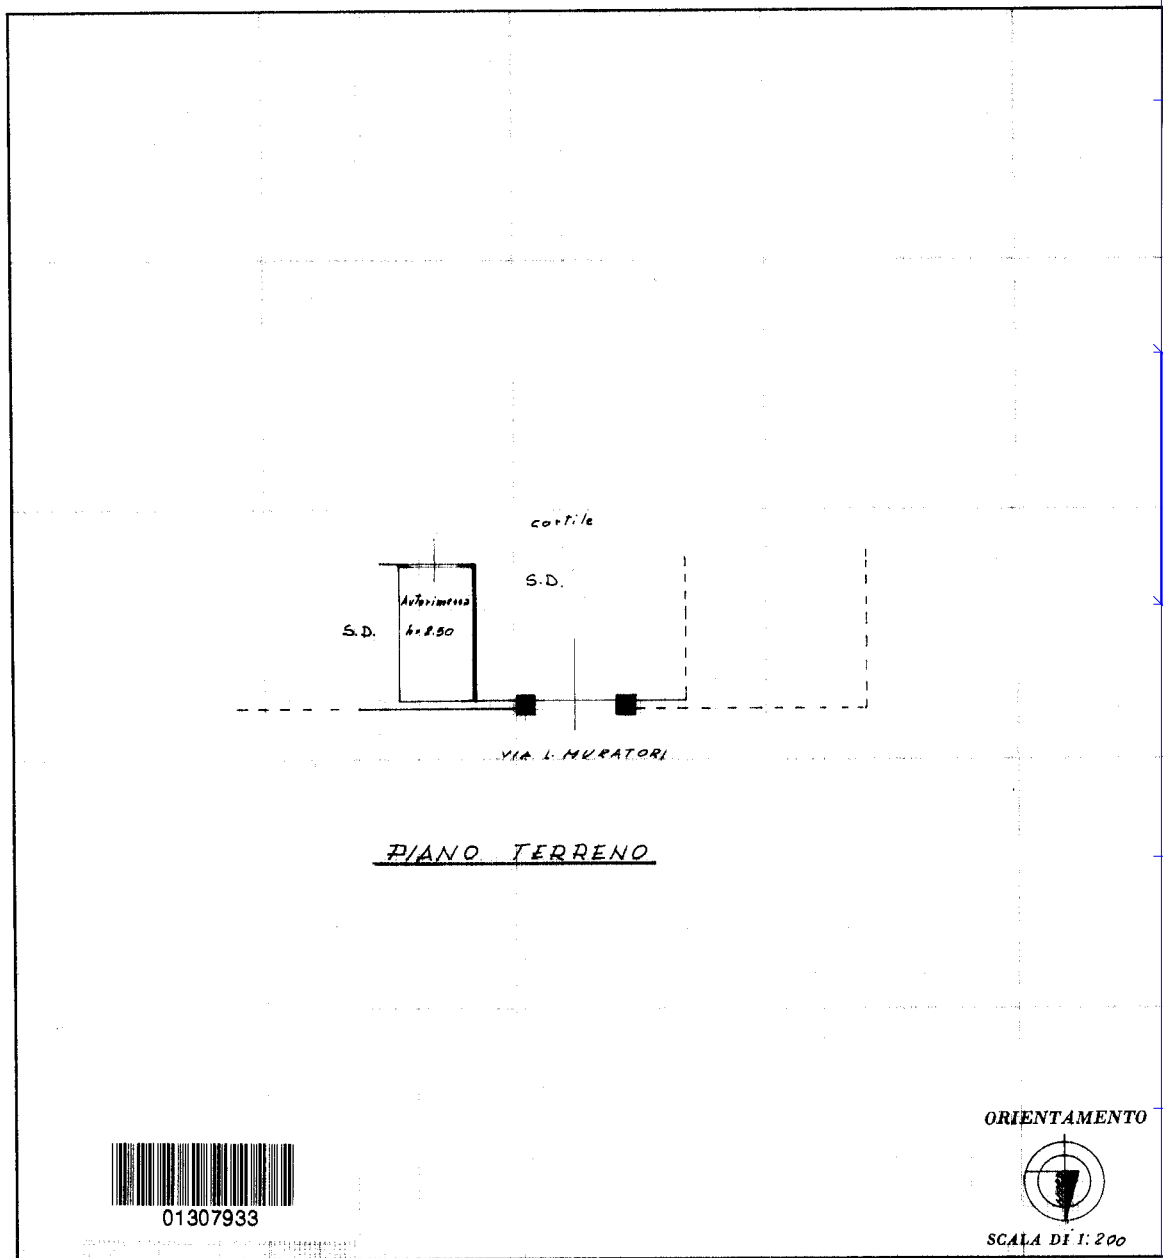 cortile
S.D.
Autorimessa
S.D.
h= 2.50
VIA L. MURATORI
PIANO TERRENO
ORIENTAMENTO
01307933
SCALA DI 1:200